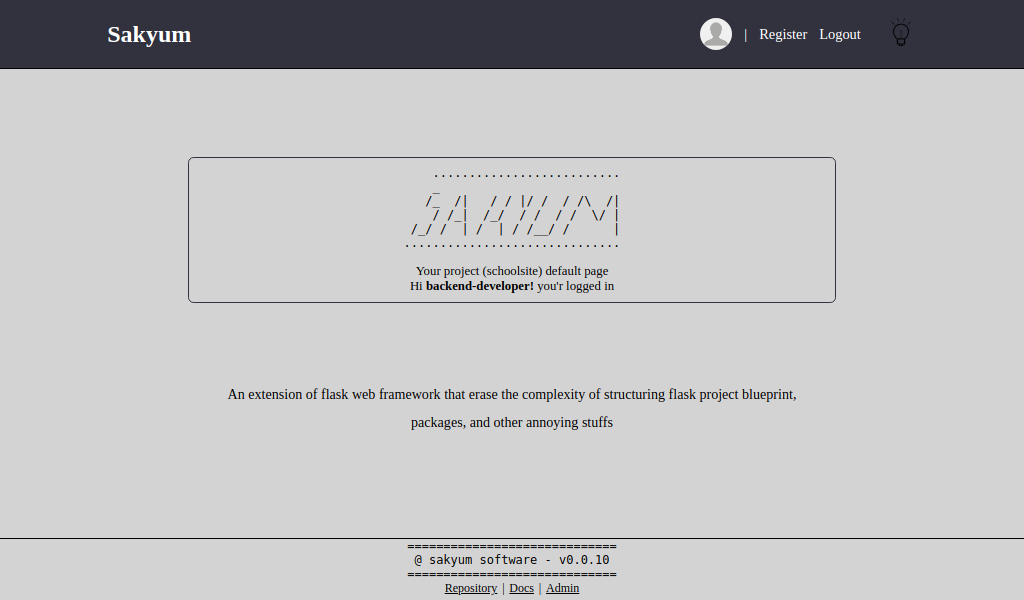 Sakyum
| Register Logout
..........................
_
/_  /|   / / |/ /  / /\  /|
/ /_|  /_/  / /  / /  \/ |
/_/ /  | /  | / /__/ /      |
..............................
Your project (schoolsite) default page
Hi backend-developer! you'r logged in
An extension of flask web framework that erase the complexity of structuring flask project blueprint,
packages, and other annoying stuffs
=============================
@ sakyum software - v0.0.10
=============================
Repository | Docs | Admin